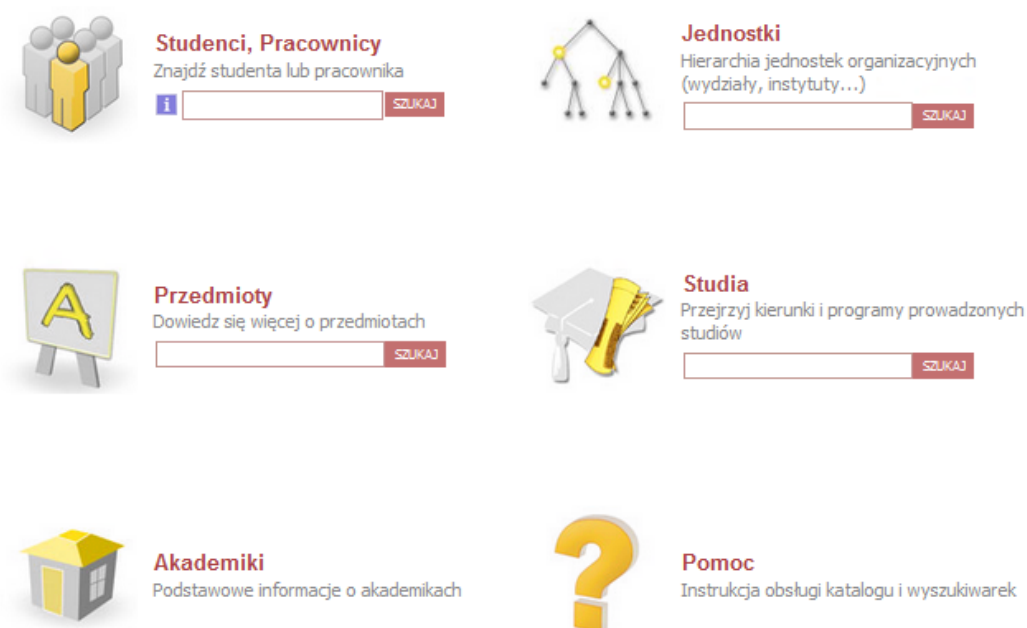 Studenci, Pracownicy
Znajdź studenta lub pracownika
i
SZUKAJ
Jednostki
Hierarchia jednostek organizacyjnych
(wydziały, instytuty...)
SZUKAJ
A
Przedmioty
Dowiedz się więcej o przedmiotach
SZUKAJ
Studia
Przejrzyj kierunki i programy prowadzonych
studiów
SZUKAJ
Akademiki
Podstawowe informacje o akademikach
?
Pomoc
Instrukcja obsługi katalogu i wyszukiwarek